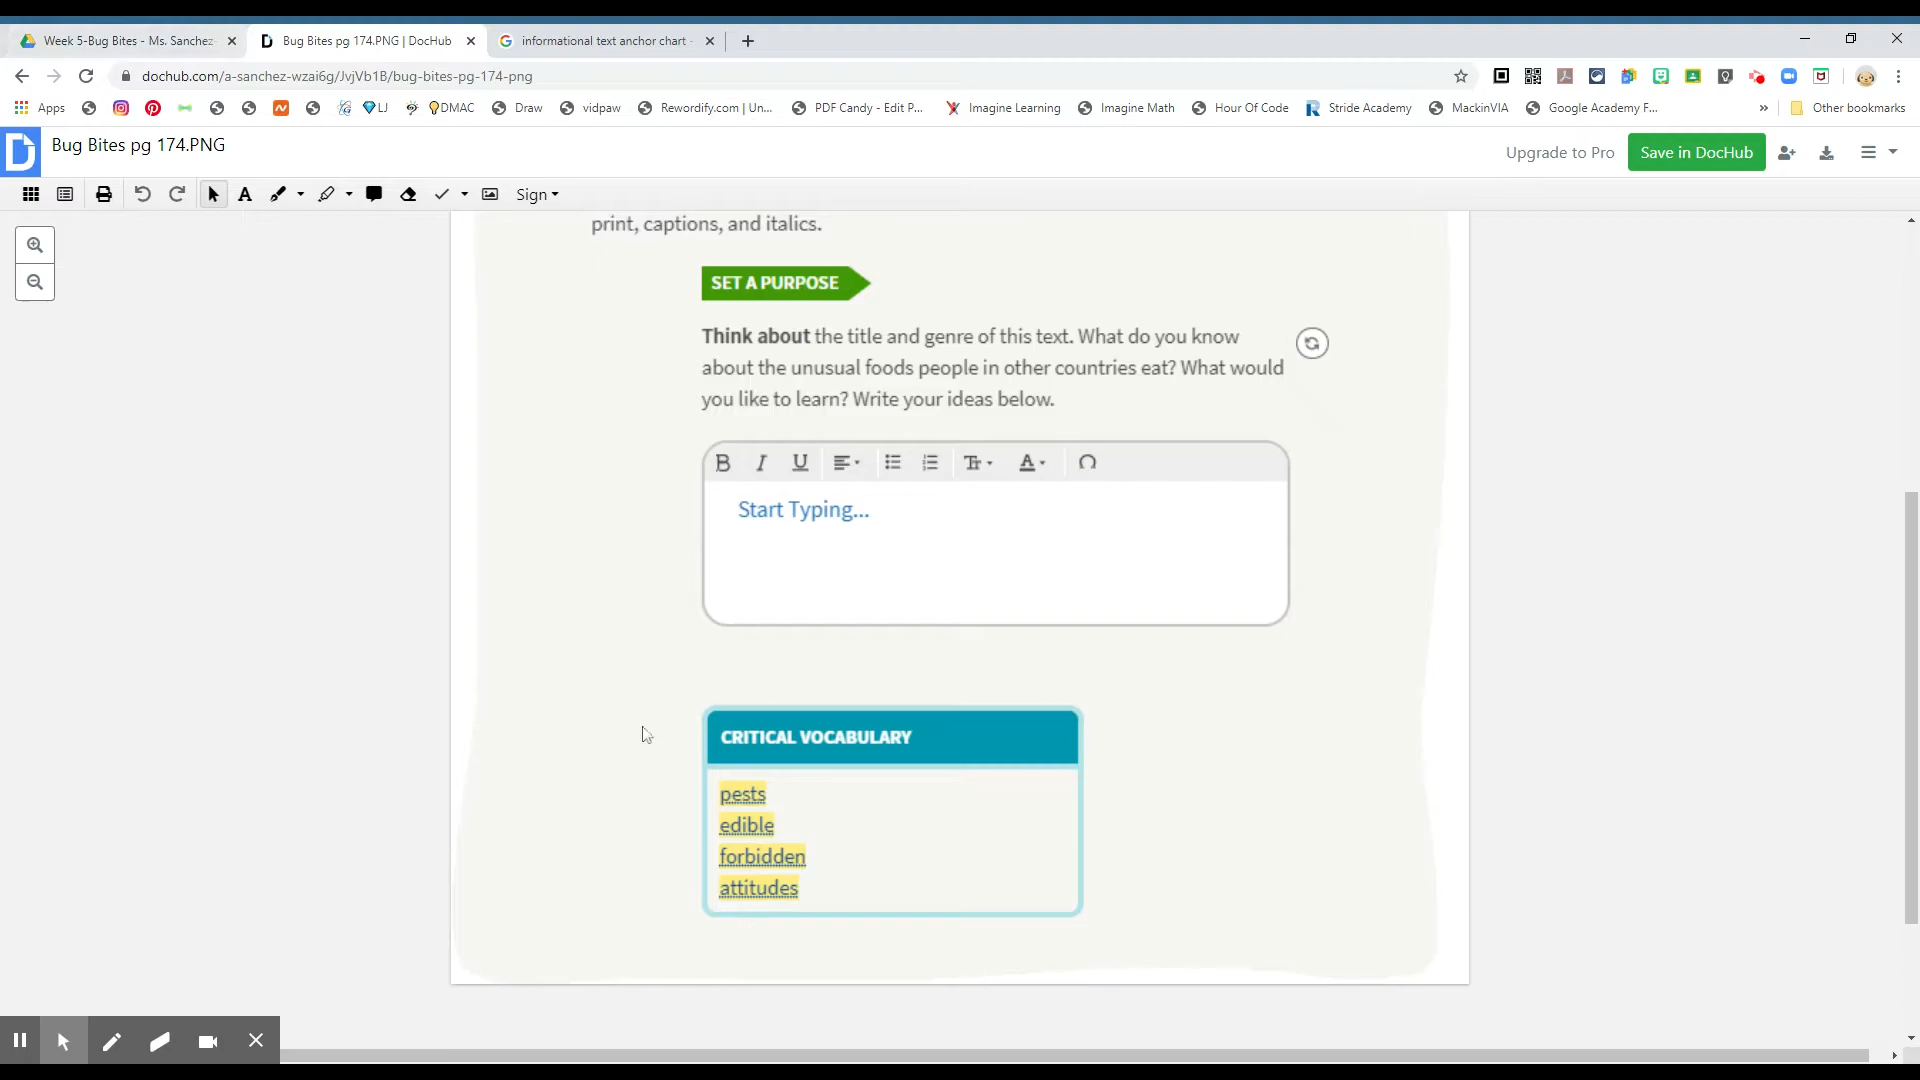 Week 5-Bug Bites - Ms. Sanchez-
Bug Bites pg 174.PNG | DocHub
informational text anchor chart -
dochub.com/a-sanchez-wzai6g/JvjVb1B/bug-bites-pg-174-png
Apps
LJ
DMAC
Draw
vidpaw
Rewordify.com | Un...
PDF Candy - Edit P...
Imagine Learning
Imagine Math
Hour Of Code
Stride Academy
MackinVIA
Google Academy F...
»
Other bookmarks
Bug Bites pg 174.PNG
Upgrade to Pro
Save in DocHub
Sign
print, captions, and italics.
SET A PURPOSE
Think about the title and genre of this text. What do you know
about the unusual foods people in other countries eat? What would
you like to learn? Write your ideas below.
Start Typing...
CRITICAL VOCABULARY
pests
edible
forbidden
attitudes